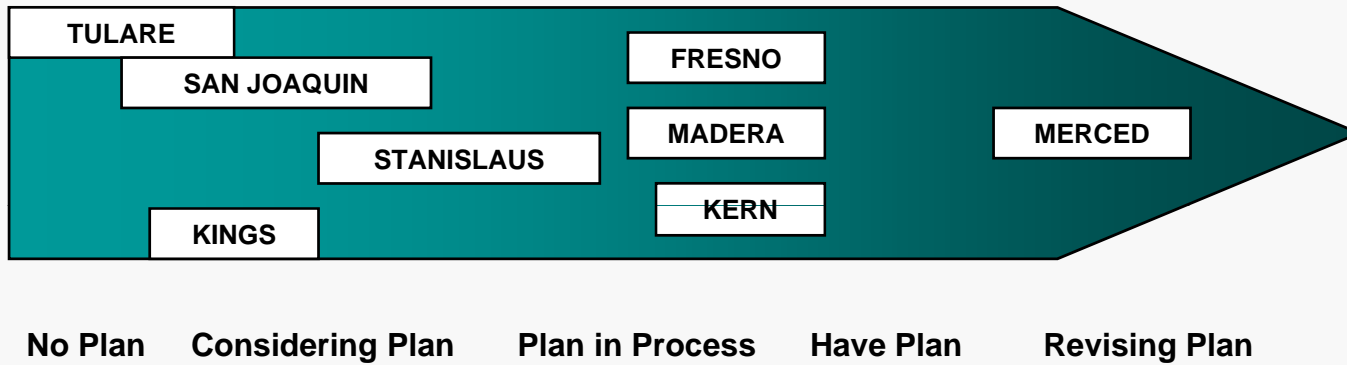 TULARE
FRESNO
SAN JOAQUIN
MADERA
MERCED
STANISLAUS
KERN
KINGS
No Plan Considering Plan Plan in Process Have Plan Revising Plan